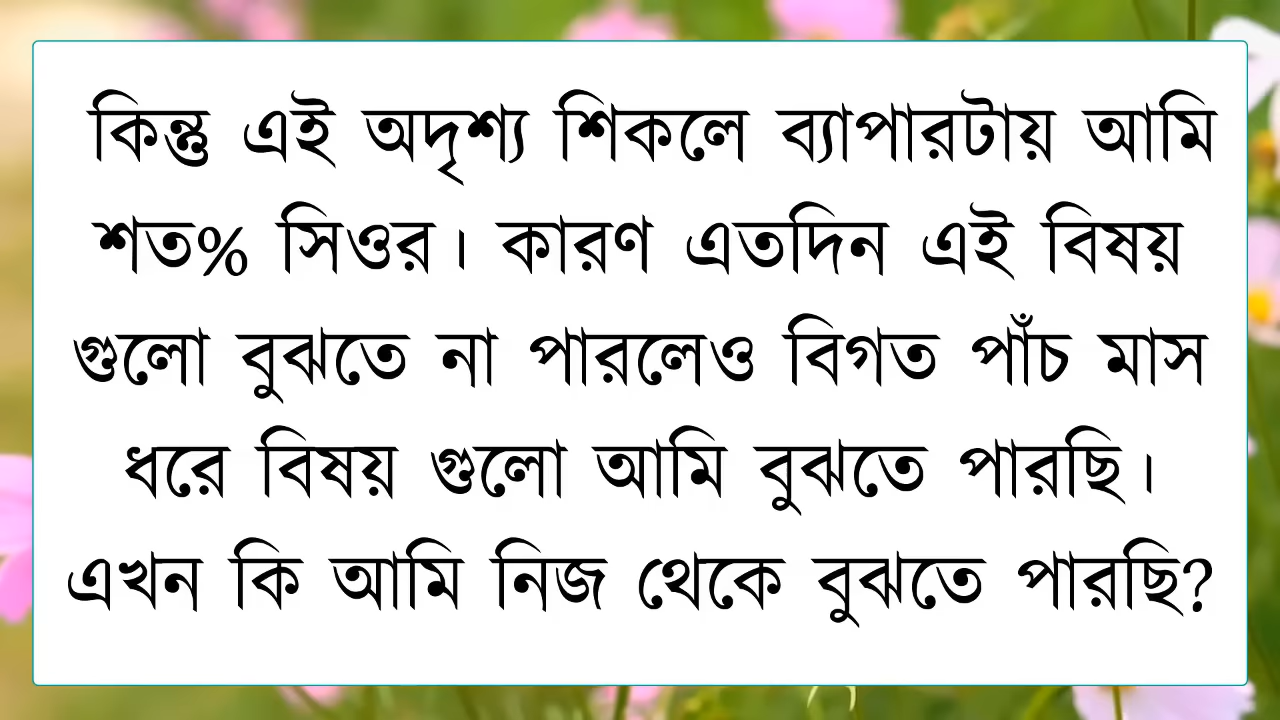 কিন্তু এই অদৃশ্য শিকলে ব্যাপারটায় আমি
শত% সিওর। কারণ এতদিন এই বিষয়
গুলো বুঝতে না পারলেও বিগত পাঁচ মাস
ধরে বিষয় গুলো আমি বুঝতে পারছি।
এখন কি আমি নিজ থেকে বুঝতে পারছি?